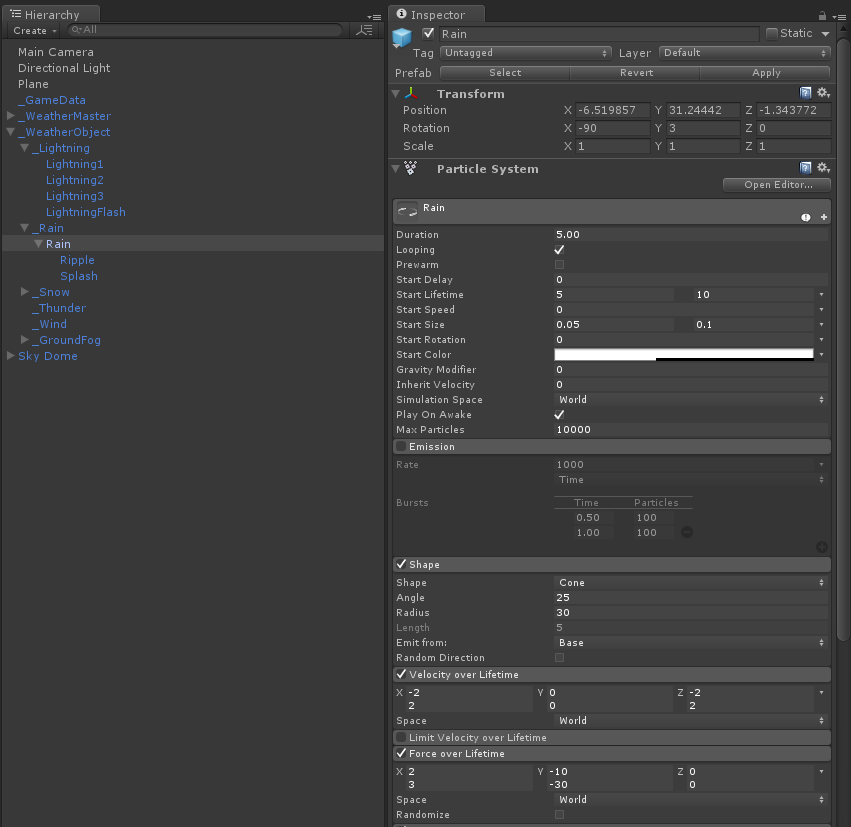 Hierarchy
Create All
Main Camera
Directional Light
Plane
_GameData
_WeatherMaster
_WeatherObject
_Lightning
Lightning1
Lightning2
Lightning3
LightningFlash
_Rain
Rain
Ripple
Splash
_Snow
_Thunder
_Wind
_GroundFog
Sky Dome
Inspector
Rain Static
Tag Untagged Layer Default
Prefab Select Revert Apply
Transform
Position X -6.519857 Y 31.24442 Z -1.343772
Rotation X -90 Y 3 Z 0
Scale X 1 Y 1 Z 1
Particle System
Open Editor...
Rain
Duration 5.00
Looping
Prewarm
Start Delay 0
Start Lifetime 5 10
Start Speed 0
Start Size 0.05 0.1
Start Rotation 0
Start Color
Gravity Modifier 0
Inherit Velocity 0
Simulation Space World
Play On Awake
Max Particles 10000
Emission
Rate 1000
Time
Bursts Time Particles
0.50 100
1.00 100
Shape
Shape Cone
Angle 25
Radius 30
Length 5
Emit from: Base
Random Direction
Velocity over Lifetime
X -2 Y 0 Z -2
2 0 2
Space World
Limit Velocity over Lifetime
Force over Lifetime
X 2 Y -10 Z 0
3 -30 0
Space World
Randomize